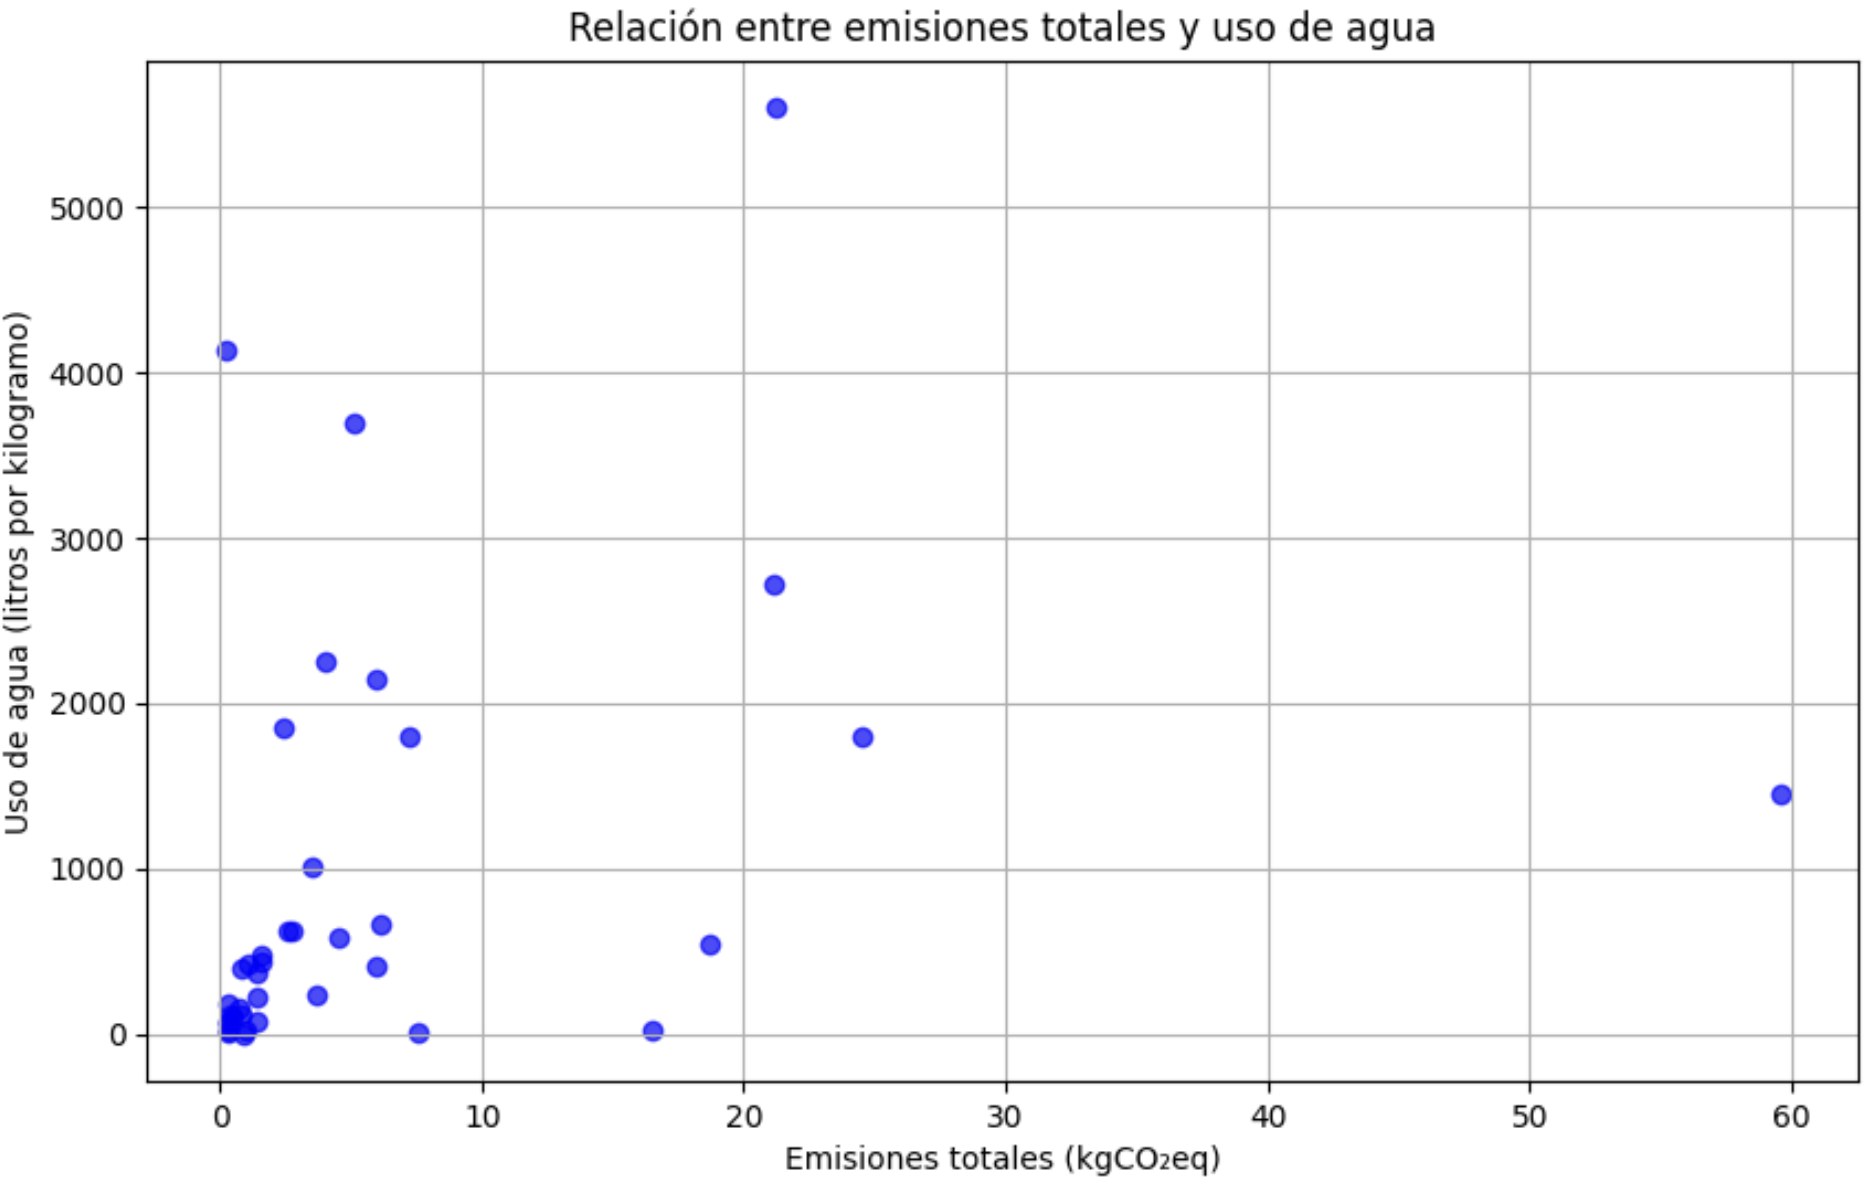 Relación entre emisiones totales y uso de agua
Uso de agua (litros por kilogramo)
5000
4000
3000
2000
1000
0
0 10 20 30 40 50 60
Emisiones totales (kgCO₂eq)